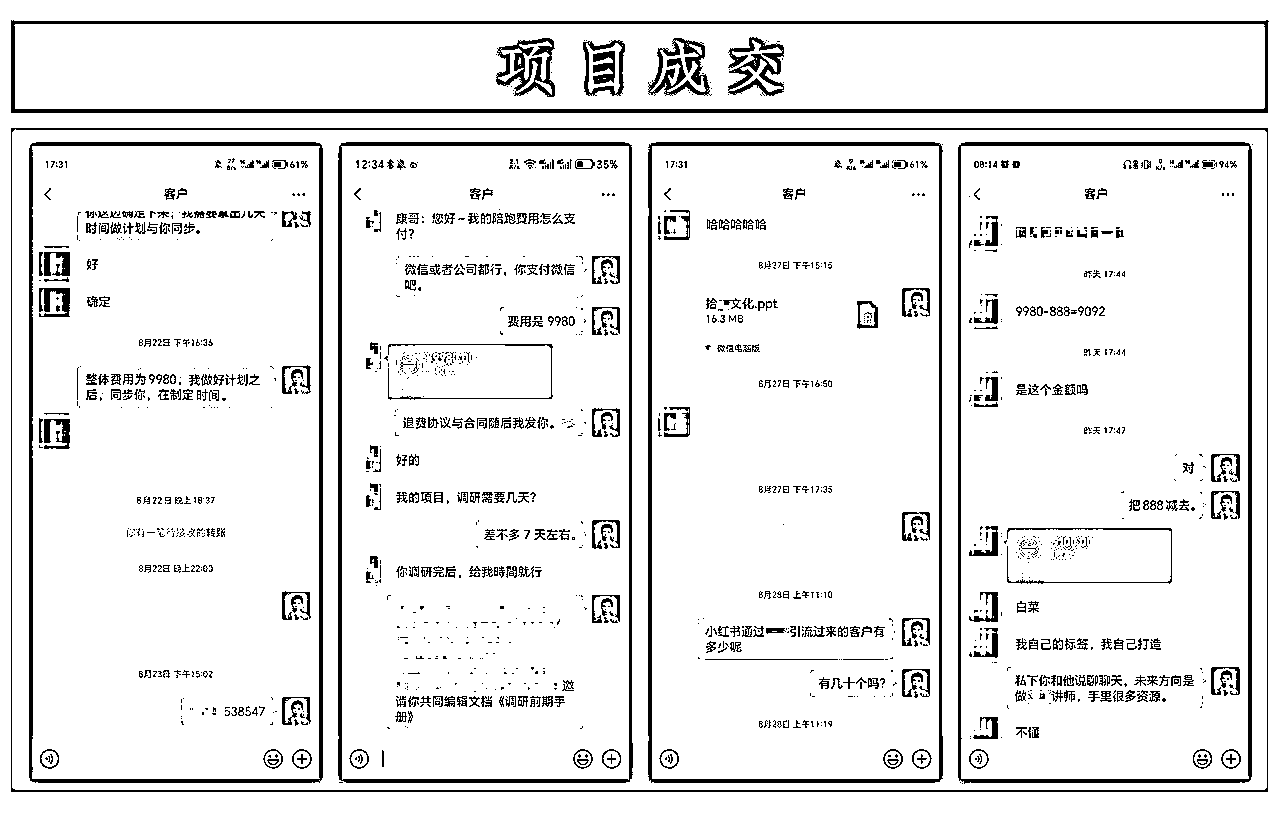 项目成交
17:31
61%
客户
时间做计划与你同步。
好
确定
8月22日 下午16:36
整体费用为9980，我做好计划之
后，同步你，在制定时间。
8月22日 晚上18:37
8月22日 晚上22:03
8月23日 下午15:02
538547
12:34
35%
客户
康哥：您好~我的陪跑费用怎么支
付？
微信或者公司都行，你支付微信
吧。
费用是 9980
退费协议与合同随后我发你。
好的
我的项目，调研需要几天？
差不多 7 天左右。
你调研完后，给我時間就行
邀
请你共同编辑文档《调研前期手
册》
17:31
61%
客户
哈哈哈哈哈
8月27日 下午15:15
文化.ppt
16.3 MB
微信电脑版
8月27日 下午16:50
8月27日 下午17:35
8月28日 上午11:10
小红书通过
引流过来的客户有
多少呢
有几十个吗？
8月28日 上午11:19
08:14
94%
客户
昨天 17:44
9980-888=9092
昨天 17:44
是这个金额吗
昨天 17:47
对
把 888 减去。
白菜
我自己的标签，我自己打造
私下你和他说聊聊天，未来方向是
做
讲师，手里很多资源。
不懂